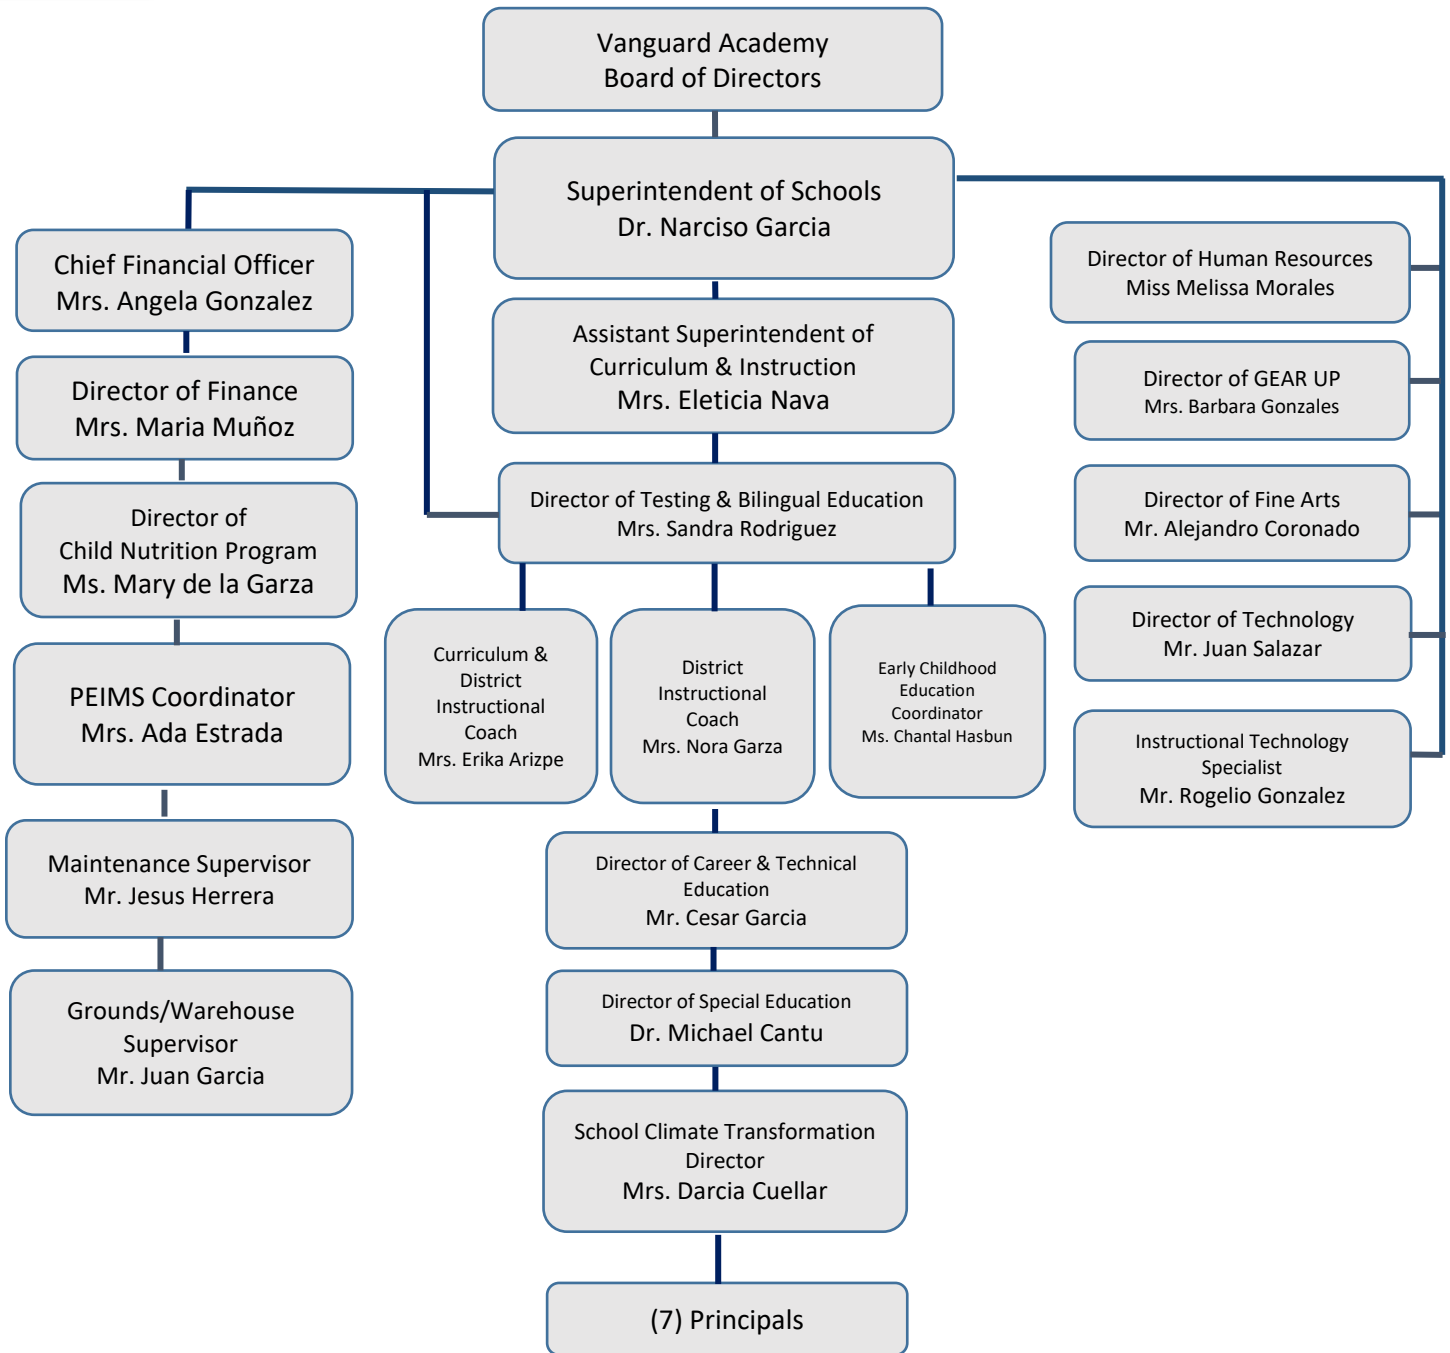 Vanguard Academy
Board of Directors
Superintendent of Schools
Dr. Narciso Garcia
Chief Financial Officer
Mrs. Angela Gonzalez
Director of Finance
Mrs. Maria Muñoz
Director of
Child Nutrition Program
Ms. Mary de la Garza
PEIMS Coordinator
Mrs. Ada Estrada
Maintenance Supervisor
Mr. Jesus Herrera
Grounds/Warehouse
Supervisor
Mr. Juan Garcia
Assistant Superintendent of
Curriculum & Instruction
Mrs. Eleticia Nava
Director of Testing & Bilingual Education
Mrs. Sandra Rodriguez
Curriculum &
District
Instructional
Coach
Mrs. Erika Arizpe
District
Instructional
Coach
Mrs. Nora Garza
Early Childhood
Education
Coordinator
Ms. Chantal Hasbun
Director of Career & Technical
Education
Mr. Cesar Garcia
Director of Special Education
Dr. Michael Cantu
School Climate Transformation
Director
Mrs. Darcia Cuellar
(7) Principals
Director of Human Resources
Miss Melissa Morales
Director of GEAR UP
Mrs. Barbara Gonzales
Director of Fine Arts
Mr. Alejandro Coronado
Director of Technology
Mr. Juan Salazar
Instructional Technology
Specialist
Mr. Rogelio Gonzalez